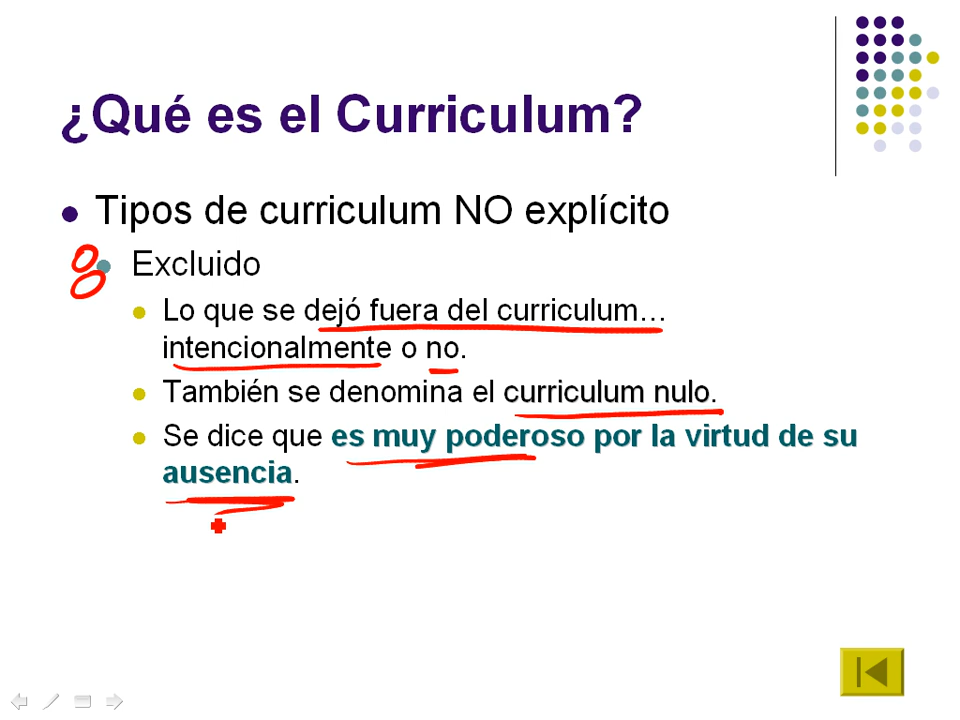 ¿Qué es el Curriculum?
Tipos de curriculum NO explícito
8
Excluido
Lo que se dejó fuera del curriculum…
intencionalmente o no.
También se denomina el curriculum nulo.
Se dice que es muy poderoso por la virtud de su
ausencia.